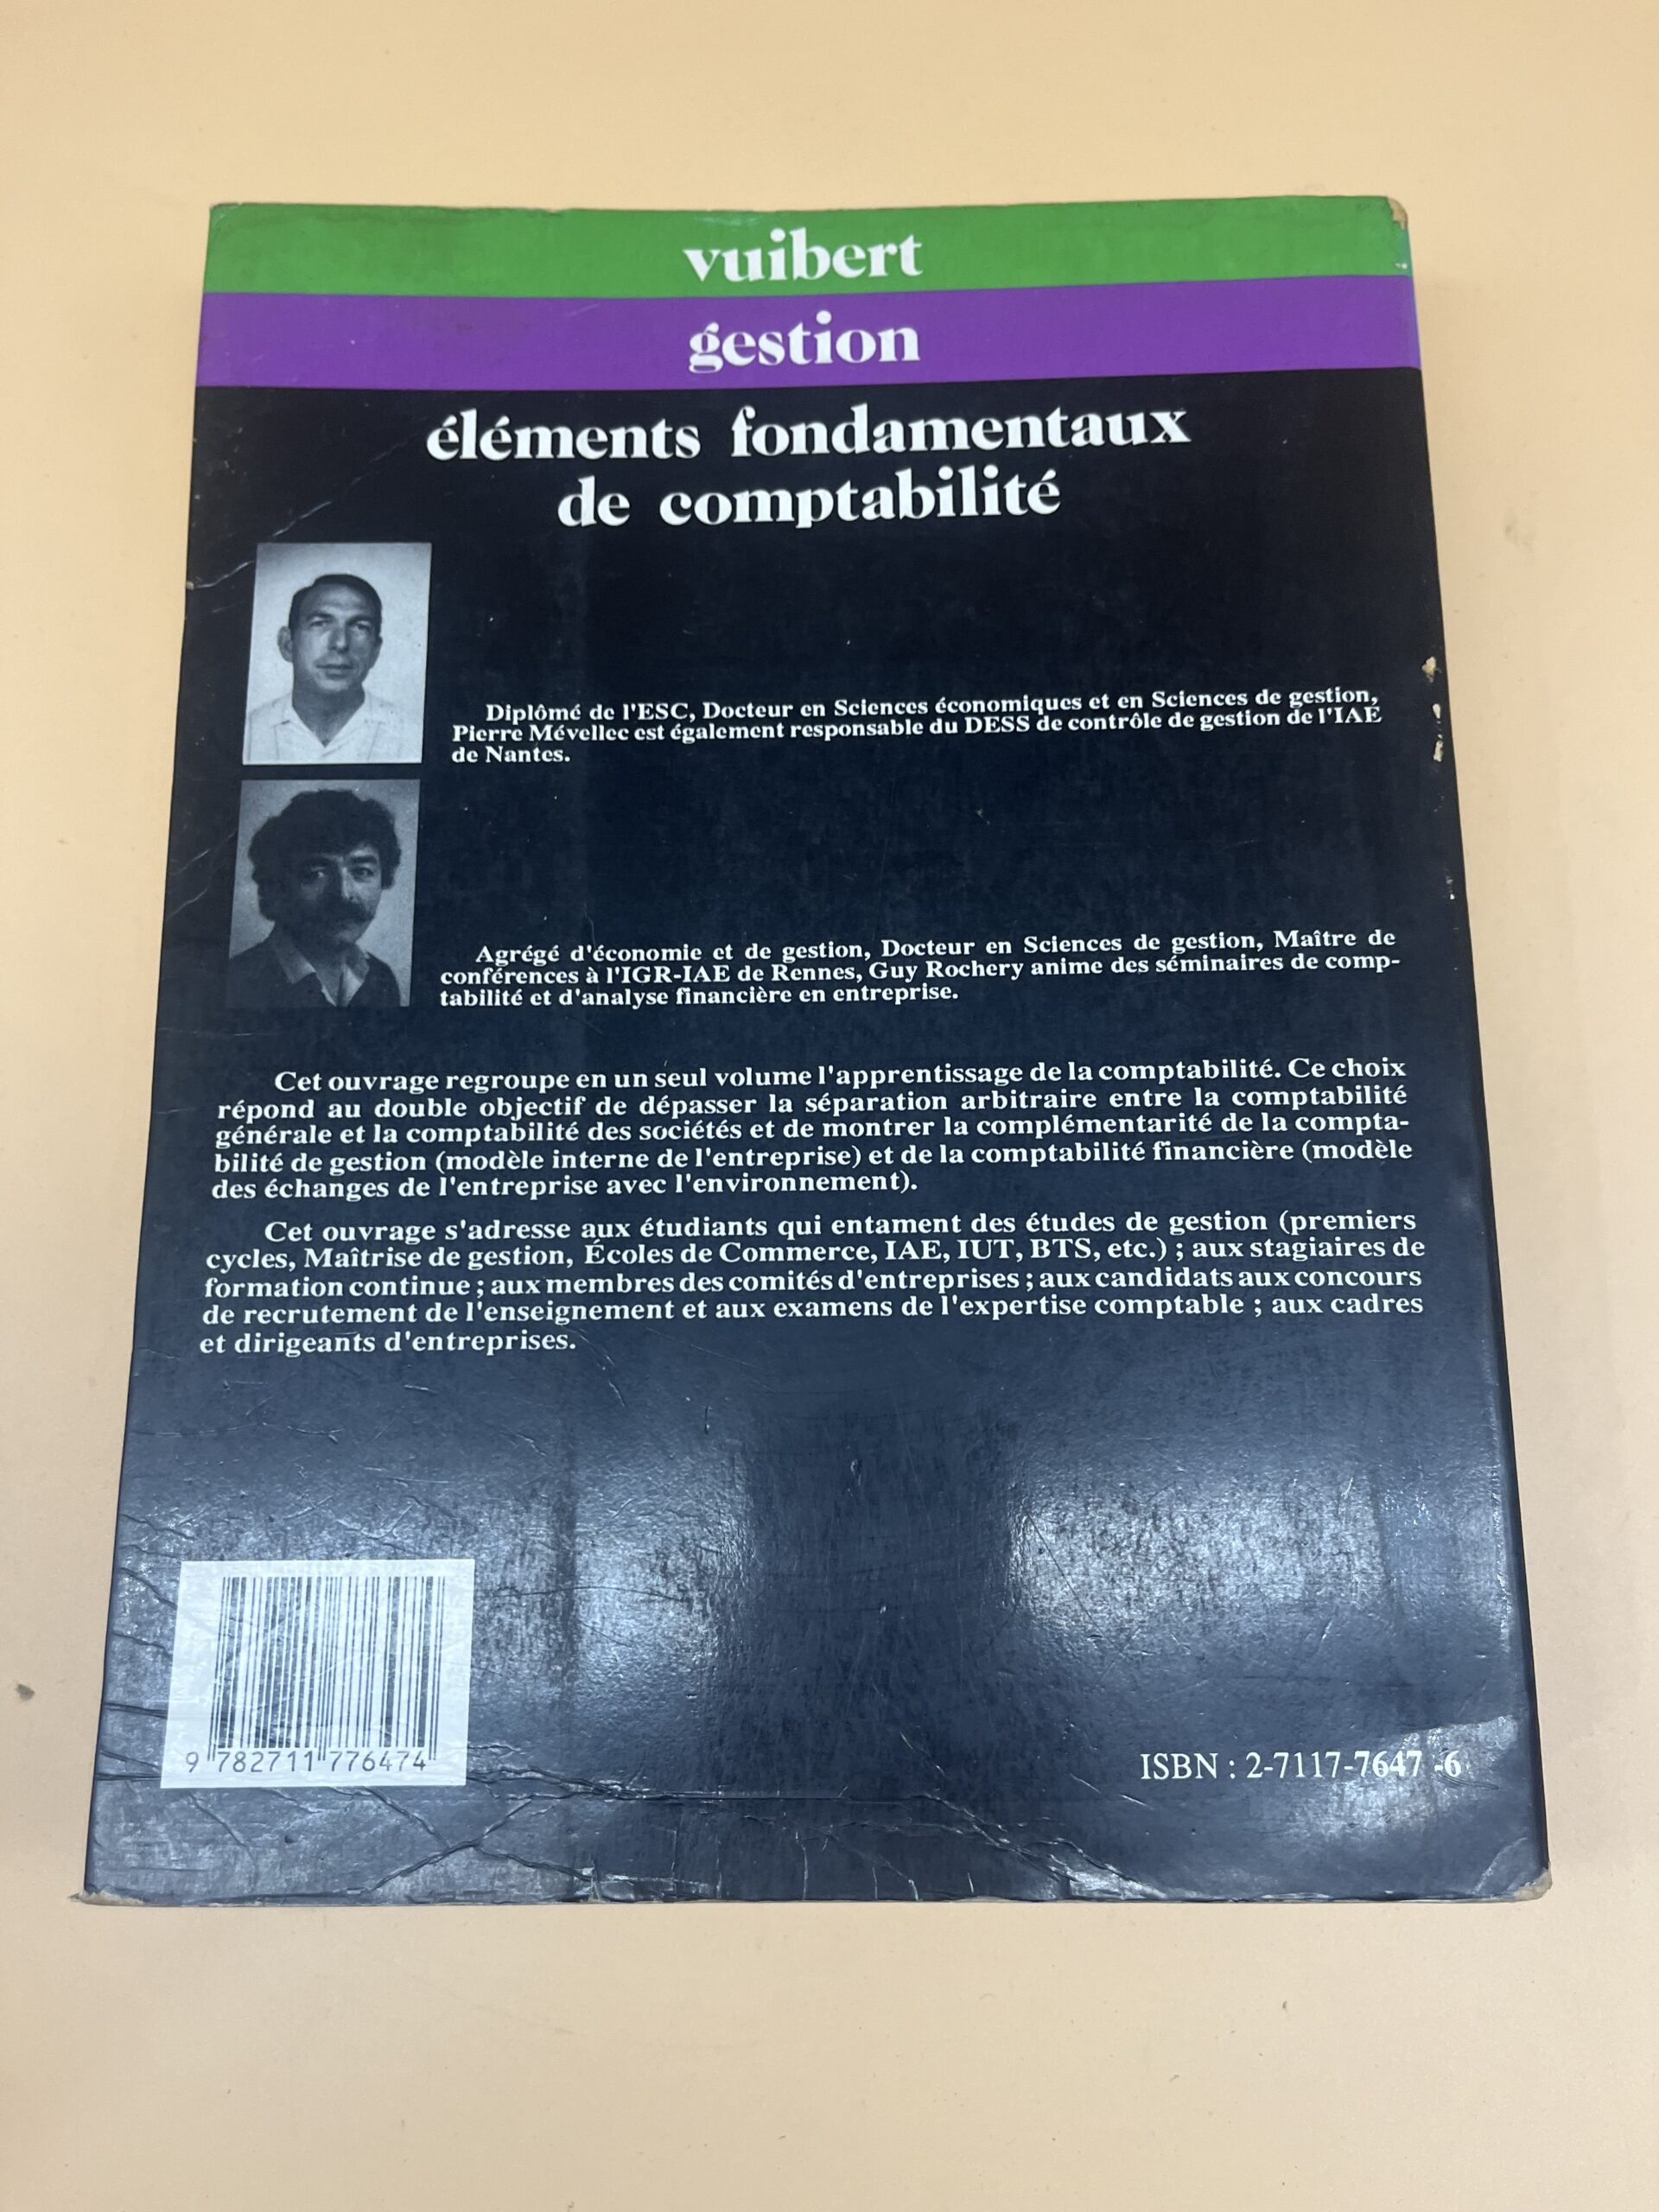 vuibert
gestion
éléments fondamentaux
de comptabilité
Diplômé de l'ESC, Docteur en Sciences économiques et en Sciences de gestion,
Pierre Mévellec est également responsable du DESS de contrôle de gestion de l'IAE
de Nantes.
Agrégé d'économie et de gestion, Docteur en Sciences de gestion, Maître de
conférences à l'IGR-IAE de Rennes, Guy Rochery anime des séminaires de comp-
tabilité et d'analyse financière en entreprise.
Cet ouvrage regroupe en un seul volume l'apprentissage de la comptabilité. Ce choix
répond au double objectif de dépasser la séparation arbitraire entre la comptabilité
générale et la comptabilité des sociétés et de montrer la complémentarité de la compta-
bilité de gestion (modèle interne de l'entreprise) et de la comptabilité financière (modèle
des échanges de l'entreprise avec l'environnement).
Cet ouvrage s'adresse aux étudiants qui entament des études de gestion (premiers
cycles, Maîtrise de gestion, Écoles de Commerce, IAE, IUT, BTS, etc.) ; aux stagiaires de
formation continue ; aux membres des comités d'entreprises ; aux candidats aux concours
de recrutement de l'enseignement et aux examens de l'expertise comptable ; aux cadres
et dirigeants d'entreprises.
9 782711 776474
ISBN : 2-7117-7647 -6